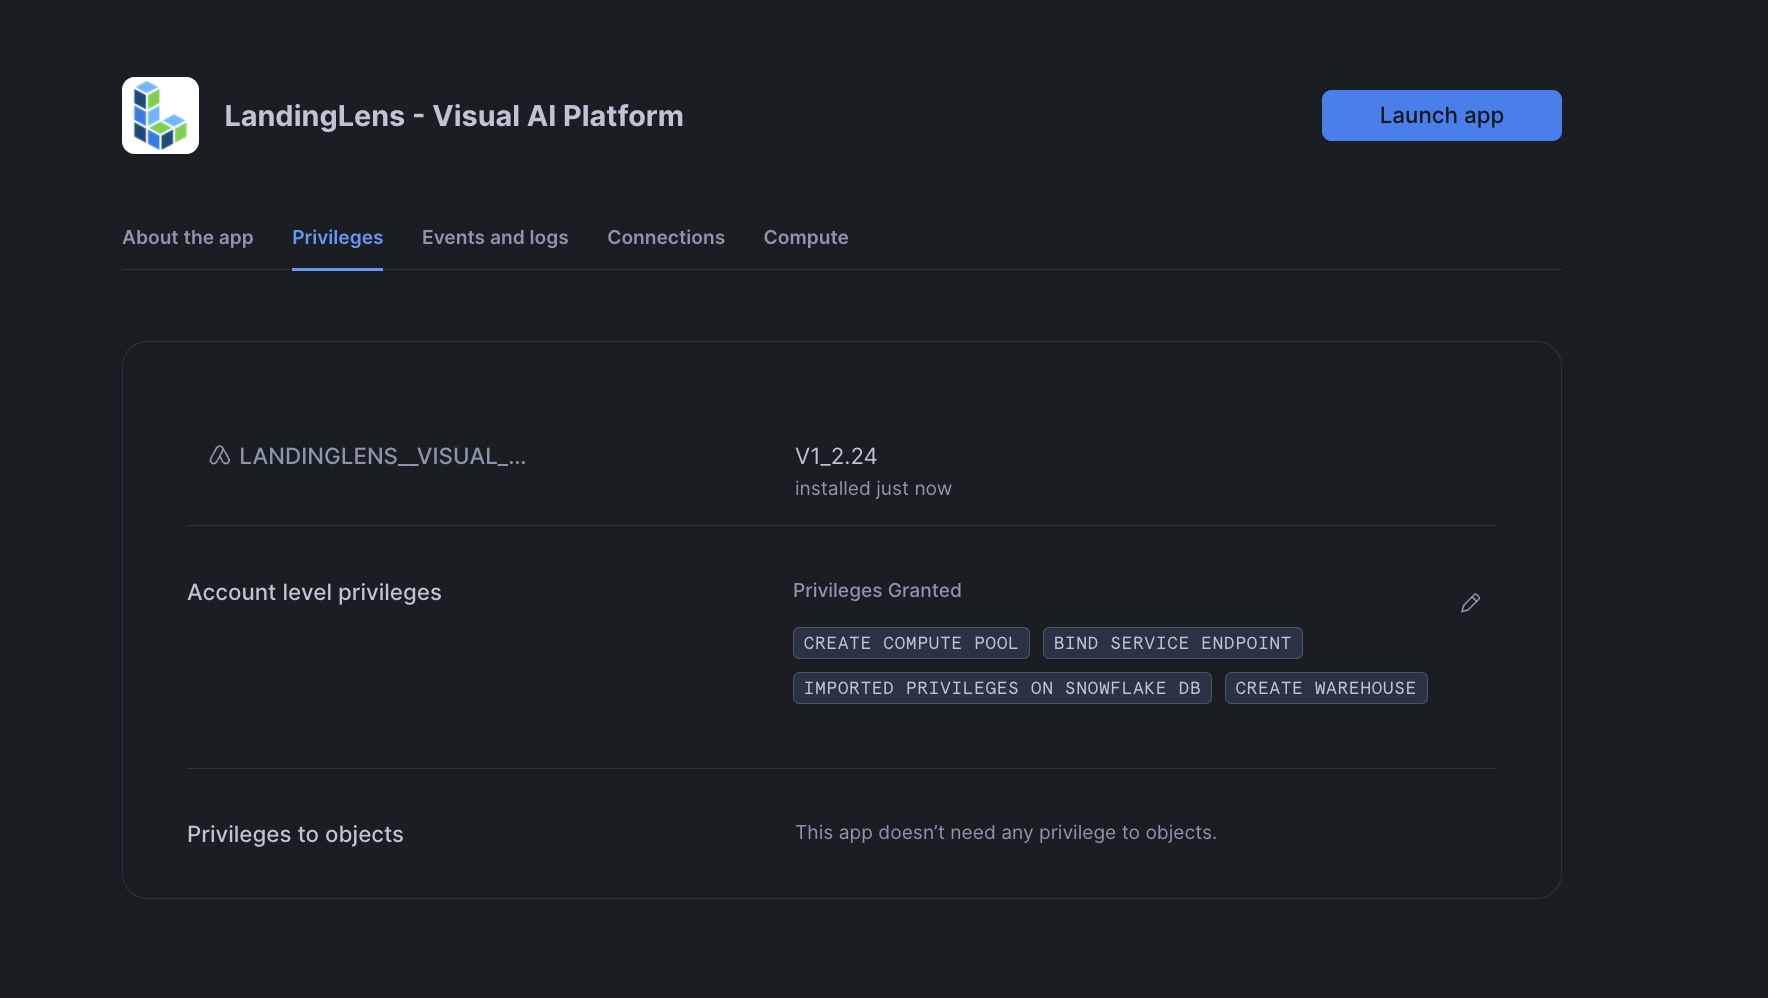 LandingLens - Visual AI Platform
Launch app
About the app
Privileges
Events and logs
Connections
Compute
LANDINGLENS__VISUAL_...
V1_2.24
installed just now
Account level privileges
Privileges Granted
CREATE COMPUTE POOL
BIND SERVICE ENDPOINT
IMPORTED PRIVILEGES ON SNOWFLAKE DB
CREATE WAREHOUSE
Privileges to objects
This app doesn’t need any privilege to objects.